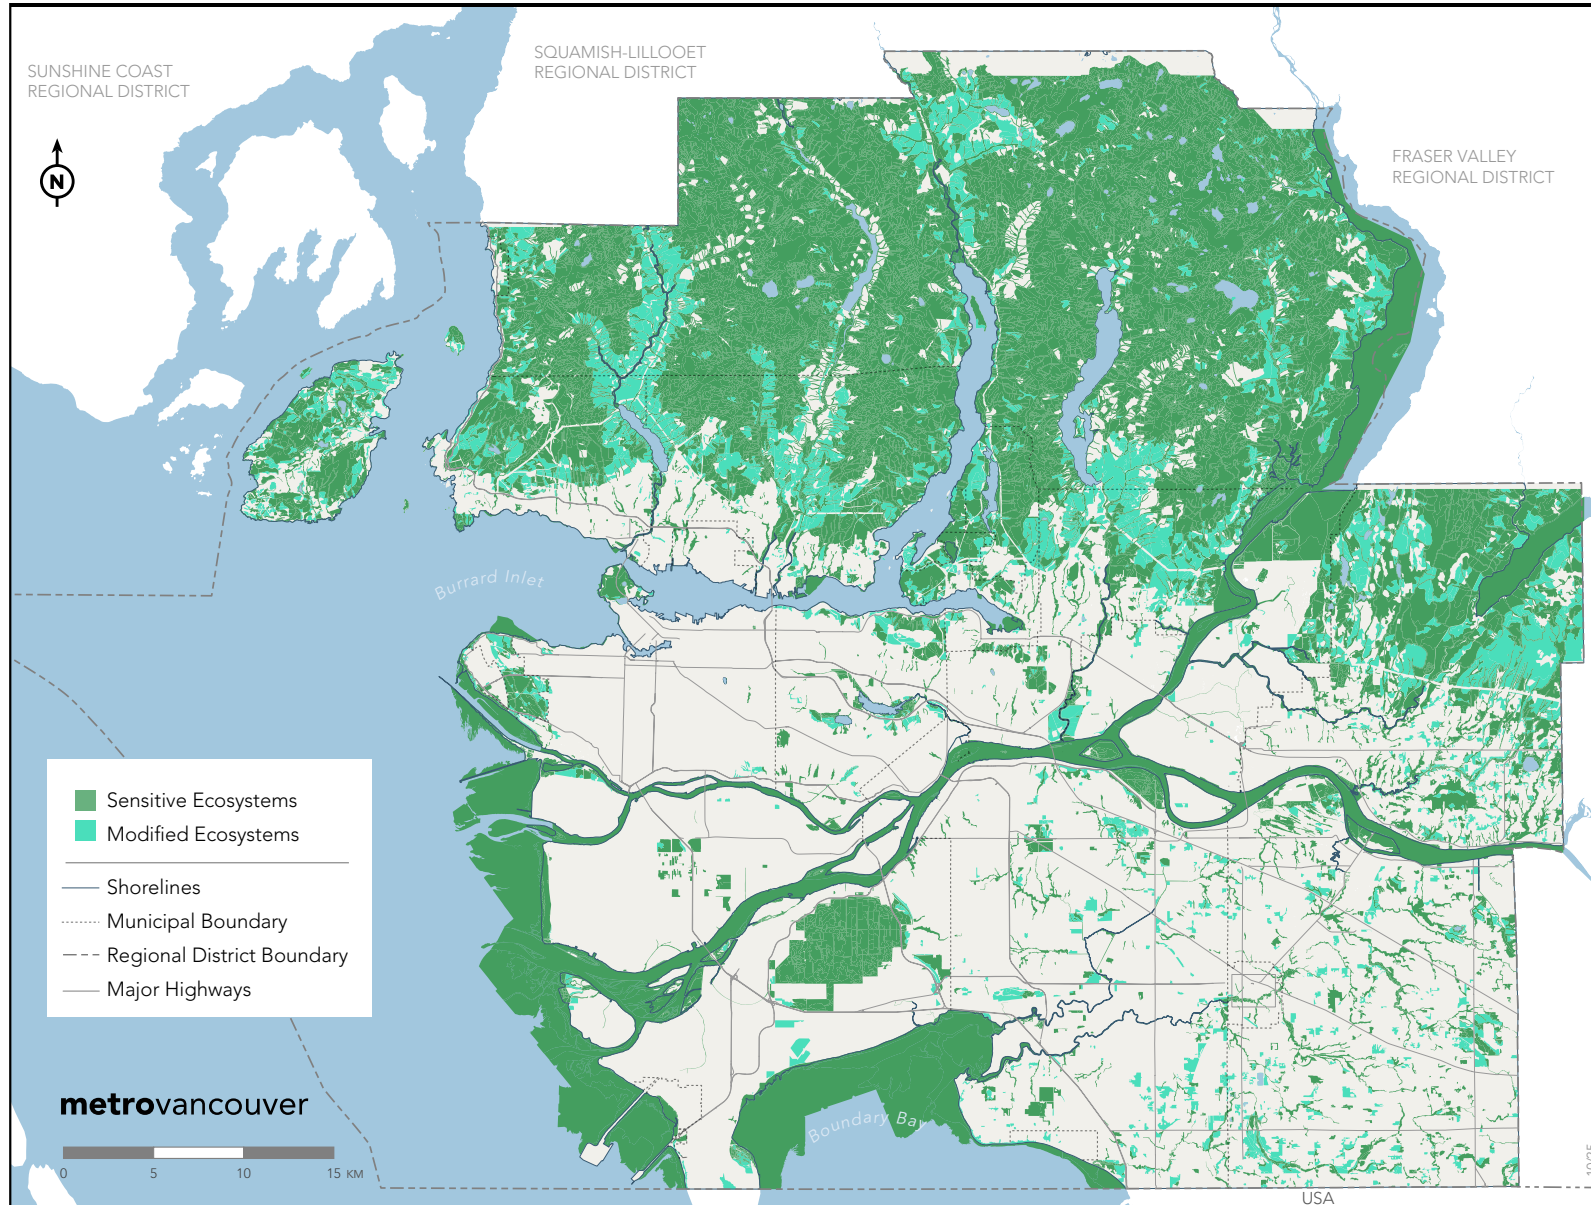 SUNSHINE COAST
REGIONAL DISTRICT
SQUAMISH-LILLOOET
REGIONAL DISTRICT
FRASER VALLEY
REGIONAL DISTRICT
N
Burrard Inlet
Sensitive Ecosystems
Modified Ecosystems
Shorelines
Municipal Boundary
Regional District Boundary
Major Highways
metrovancouver
0 5 10 15 KM
Boundary Bay
USA